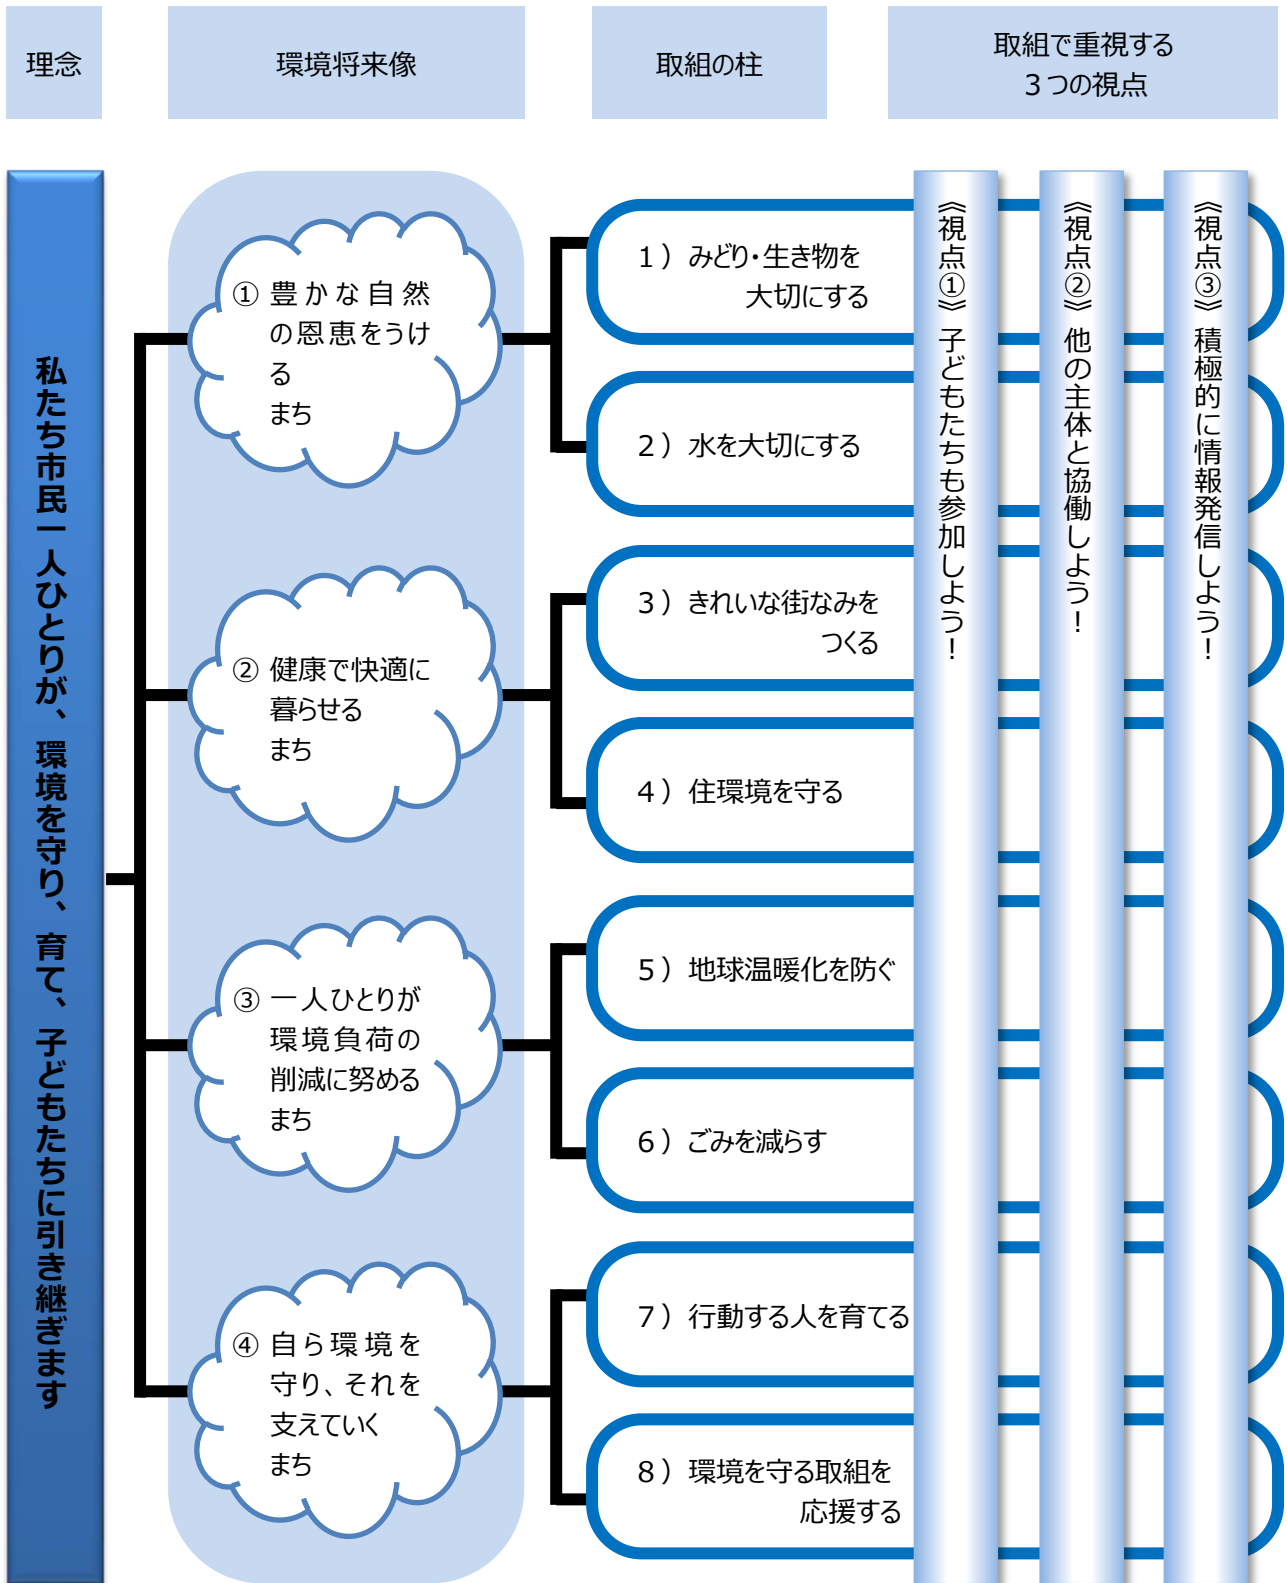 理念
環境将来像
取組の柱
取組で重視する
３つの視点
私たち市民一人ひとりが、環境を守り、育て、子どもたちに引き継ぎます
① 豊かな自然
の恩恵をうけ
る
まち
② 健康で快適に
暮らせる
まち
③ 一人ひとりが
環境負荷の
削減に努める
まち
④ 自ら環境を
守り、それを
支えていく
まち
１）みどり・生き物を
大切にする
２）水を大切にする
３）きれいな街なみを
つくる
４）住環境を守る
５）地球温暖化を防ぐ
６）ごみを減らす
７）行動する人を育てる
８）環境を守る取組を
応援する
《視点①》子どもたちも参加しよう！
《視点②》他の主体と協働しよう！
《視点③》積極的に情報発信しよう！